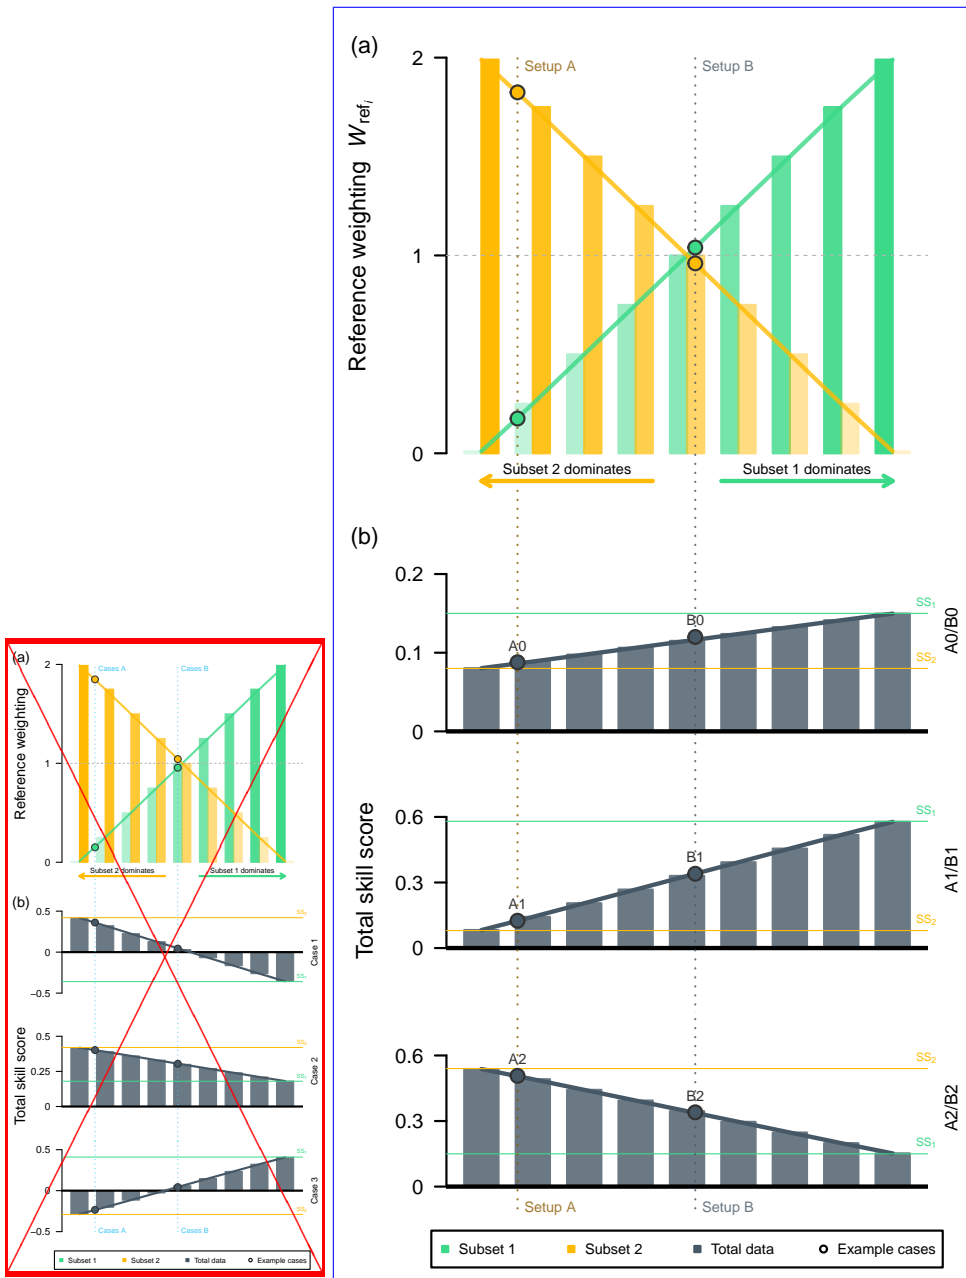 (a)
Setup A
Setup B
Reference weighting W_ref_i
2
1
0
Subset 2 dominates
Subset 1 dominates
(b)
Total skill score
0.2
0.1
0
A0
B0
SS₁
SS₂
A0/B0
0.6
0.3
0
A1
B1
SS₁
SS₂
A1/B1
0.6
0.3
0
A2
B2
SS₂
SS₁
A2/B2
Setup A
Setup B
Subset 1
Subset 2
Total data
Example cases
(a)
Cases A
Cases B
Reference weighting
2
1
0
Subset 2 dominates
Subset 1 dominates
(b)
Total skill score
0.5
0
−0.5
Case 1
0.5
0.25
0
Case 2
0.5
0
−0.5
Case 3
Cases A
Cases B
Subset 1
Subset 2
Total data
Example cases